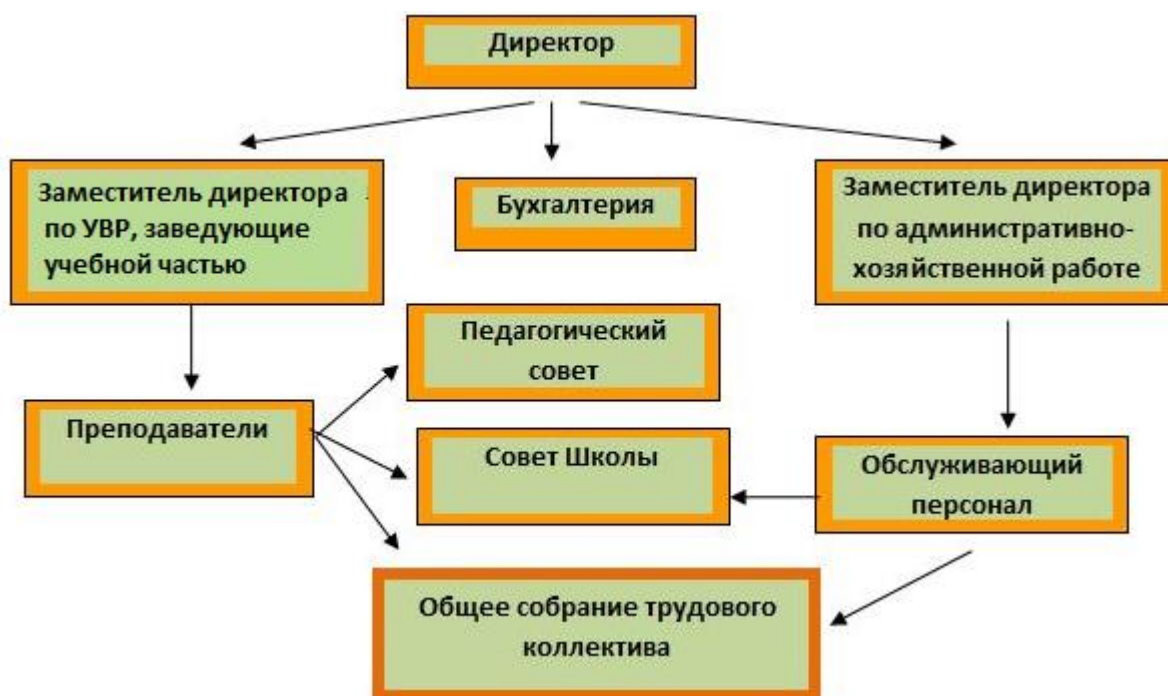 Директор
Заместитель директора
по УВР, заведующие
учебной частью
Бухгалтерия
Заместитель директора
по административно-
хозяйственной работе
Педагогический
совет
Преподаватели
Совет Школы
Обслуживающий
персонал
Общее собрание трудового
коллектива